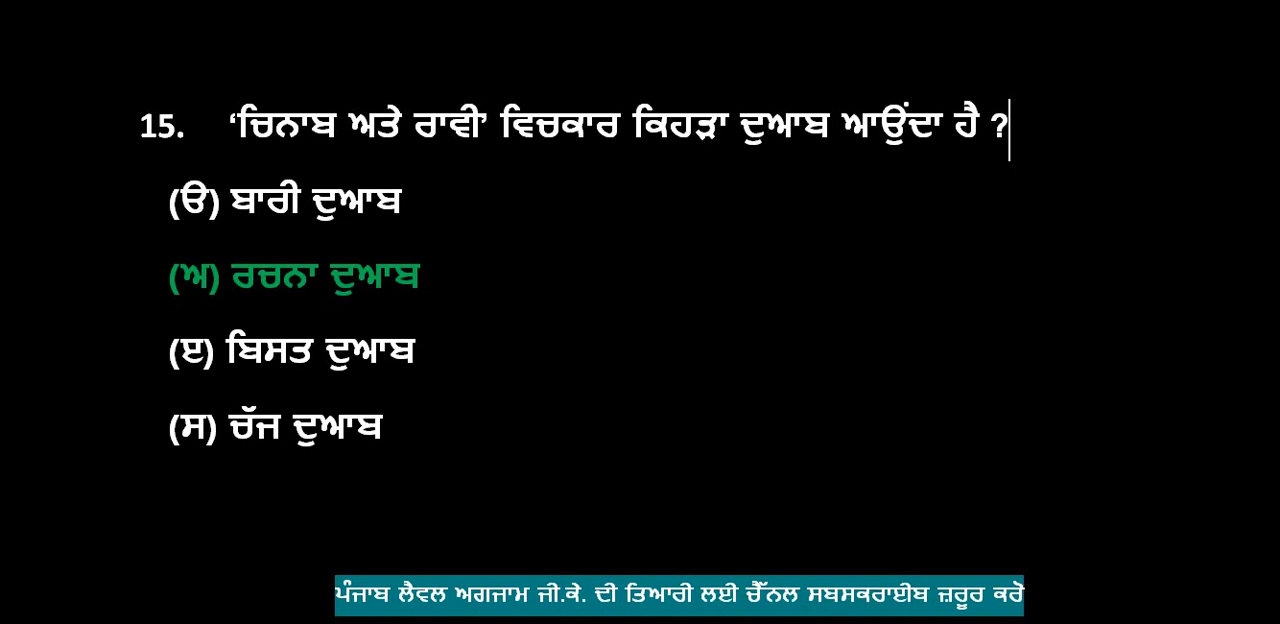 15. ‘ਚਿਨਾਬ ਅਤੇ ਰਾਵੀ’ ਵਿਚਕਾਰ ਕਿਹੜਾ ਦੁਆਬ ਆਉਂਦਾ ਹੈ ?
(ੳ) ਬਾਰੀ ਦੁਆਬ
(ਅ) ਰਚਨਾ ਦੁਆਬ
(ੲ) ਬਿਸਤ ਦੁਆਬ
(ਸ) ਚੱਜ ਦੁਆਬ
ਪੰਜਾਬ ਲੈਵਲ ਅਗਜਾਮ ਜੀ.ਕੇ. ਦੀ ਤਿਆਰੀ ਲਈ ਚੈੱਨਲ ਸਬਸਕਰਾਈਬ ਜ਼ਰੂਰ ਕਰੋ